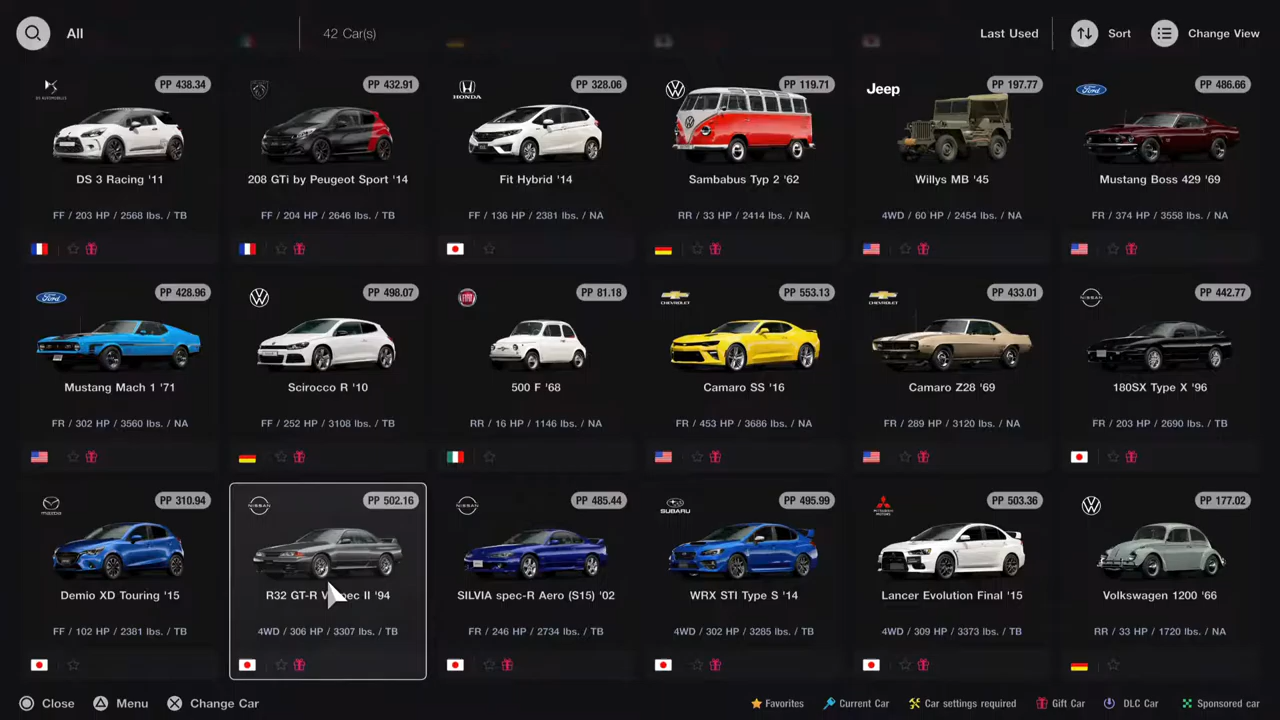 All
42 Car(s)
Last Used
Sort
Change View
PP 438.34
DS 3 Racing '11
FF / 203 HP / 2568 lbs. / TB
PP 432.91
208 GTi by Peugeot Sport '14
FF / 204 HP / 2646 lbs. / TB
HONDA
PP 328.06
Fit Hybrid '14
FF / 136 HP / 2381 lbs. / NA
PP 119.71
Sambabus Typ 2 '62
RR / 33 HP / 2414 lbs. / NA
Jeep
PP 197.77
Willys MB '45
4WD / 60 HP / 2454 lbs. / NA
Ford
PP 486.66
Mustang Boss 429 '69
FR / 374 HP / 3558 lbs. / NA
Ford
PP 428.96
Mustang Mach 1 '71
FR / 302 HP / 3560 lbs. / NA
PP 498.07
Scirocco R '10
FF / 252 HP / 3108 lbs. / TB
FIAT
PP 81.18
500 F '68
RR / 16 HP / 1146 lbs. / NA
CHEVROLET
PP 553.13
Camaro SS '16
FR / 453 HP / 3686 lbs. / NA
CHEVROLET
PP 433.01
Camaro Z28 '69
FR / 289 HP / 3120 lbs. / NA
NISSAN
PP 442.77
180SX Type X '96
FR / 203 HP / 2690 lbs. / TB
mazda
PP 310.94
Demio XD Touring '15
FF / 102 HP / 2381 lbs. / TB
NISSAN
PP 502.16
R32 GT-R II '94
4WD / 306 HP / 3307 lbs. / TB
NISSAN
PP 485.44
SILVIA spec-R Aero (S15) '02
FR / 246 HP / 2734 lbs. / TB
SUBARU
PP 495.99
WRX STI Type S '14
4WD / 302 HP / 3285 lbs. / TB
MITSUBISHI
MOTORS
PP 503.36
Lancer Evolution Final '15
4WD / 309 HP / 3373 lbs. / TB
PP 177.02
Volkswagen 1200 '66
RR / 33 HP / 1720 lbs. / NA
Close
Menu
Change Car
Favorites
Current Car
Car settings required
Gift Car
DLC Car
Sponsored car